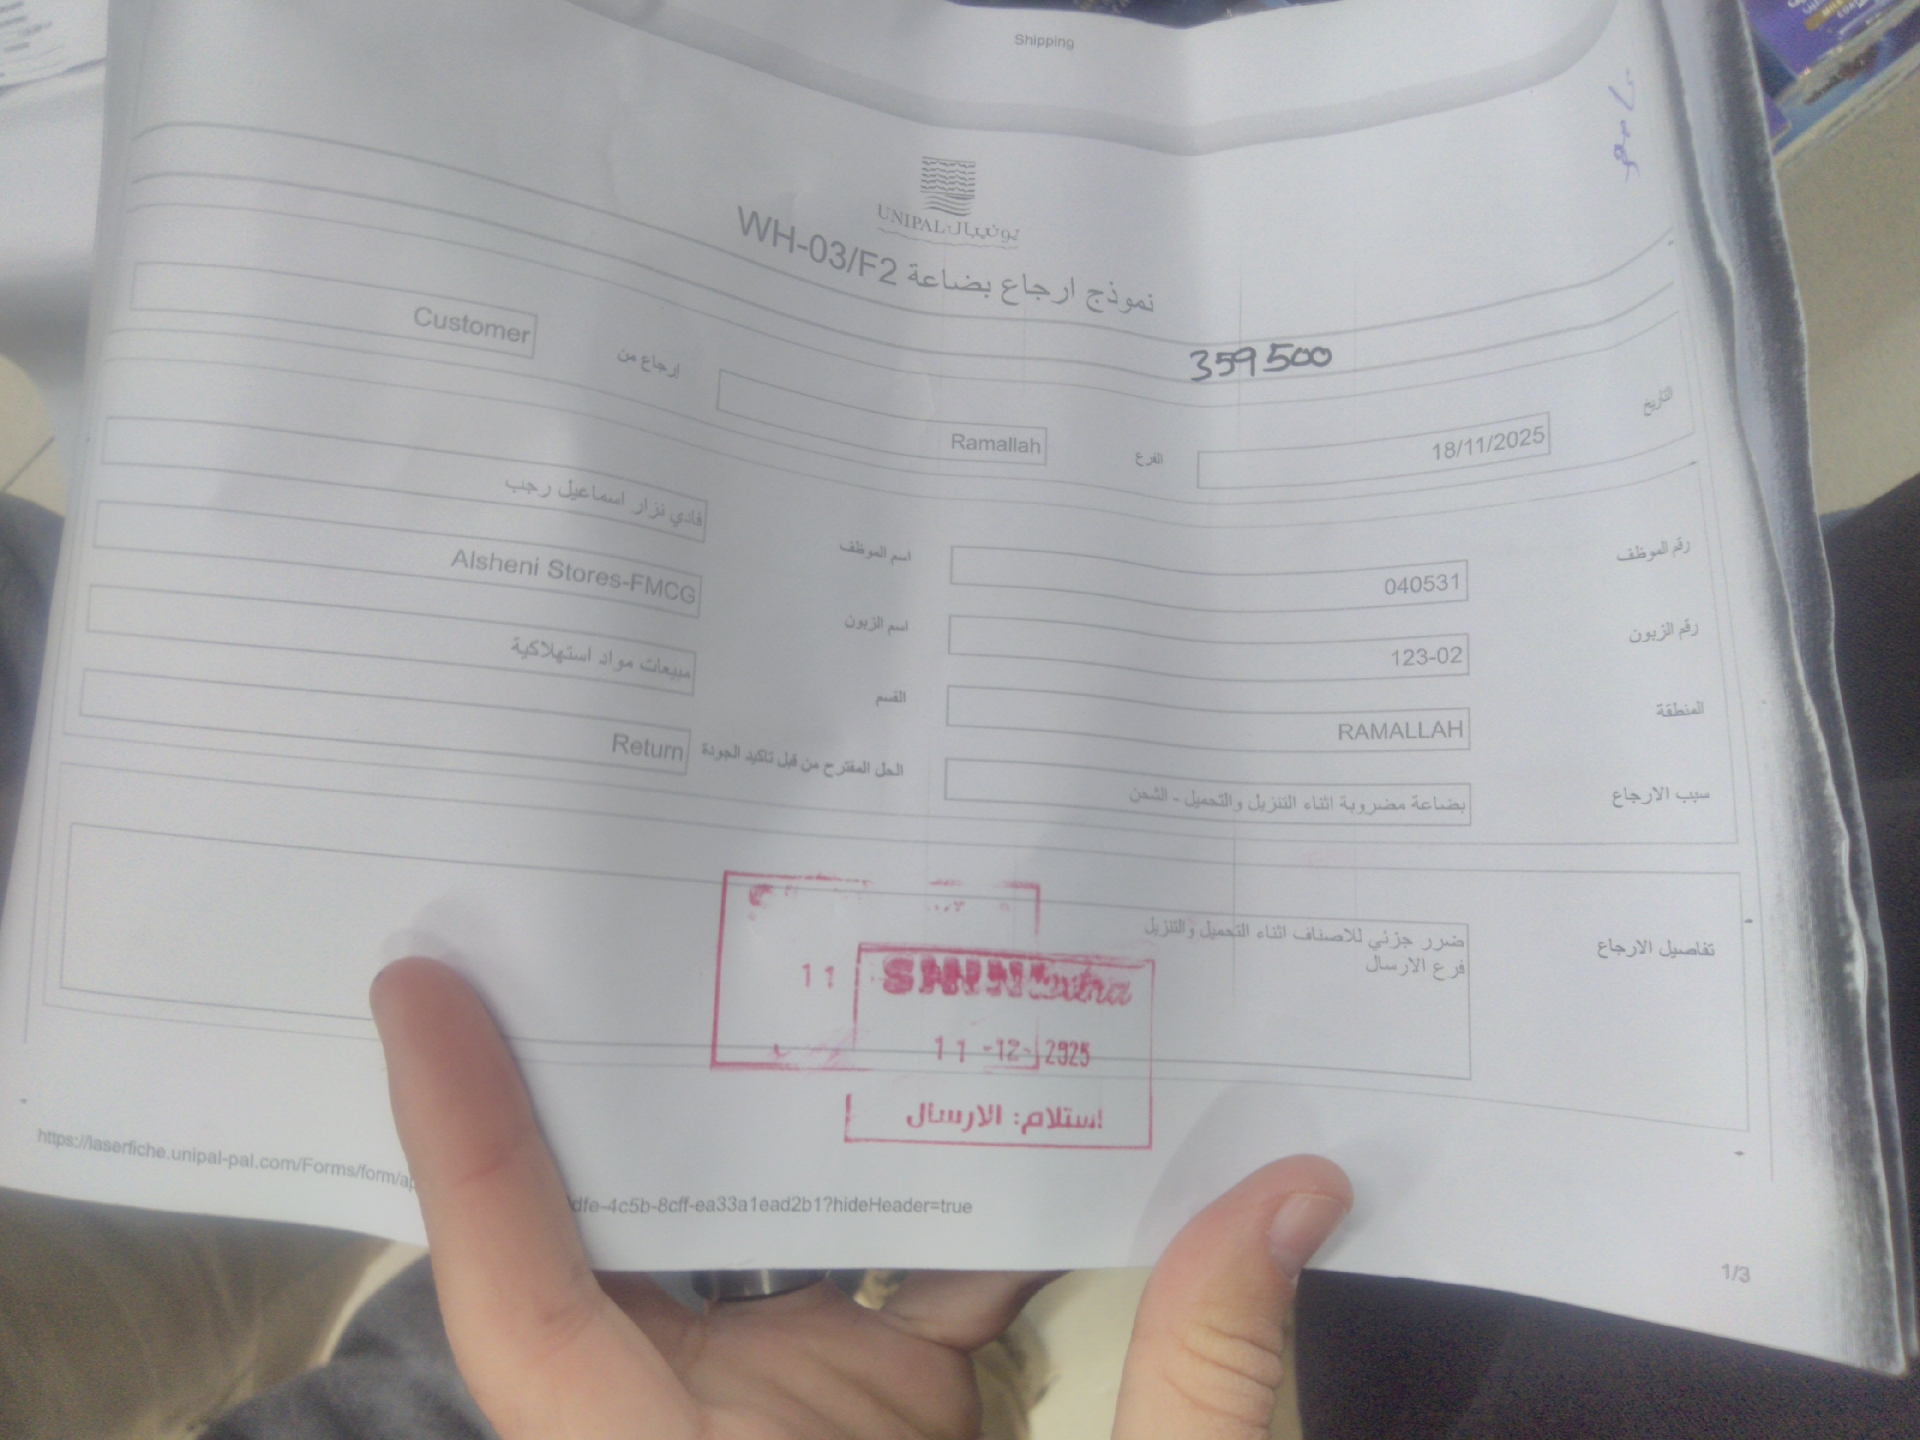 Shipping
UNIPAL يونيبال
نموذج ارجاع بضاعة WH-03/F2
359500
التاريخ 18/11/2025 الفرع Ramallah إرجاع من Customer
رقم الموظف 040531 اسم الموظف فادي نزار اسماعيل رجب
رقم الزبون 123-02 اسم الزبون Alsheni Stores-FMCG
المنطقة RAMALLAH القسم مبيعات مواد استهلاكية
سبب الارجاع بضاعة مضروبة اثناء التنزيل والتحميل - الشحن الحل المقترح من قبل تاكيد الجودة Return
تفاصيل الارجاع ضرر جزئي للاصناف اثناء التحميل والتنزيل
فرع الارسال
11
11 -12- 2025
استلام: الارسال
https://laserfiche.unipal-pal.com/Forms/form/ap
dfe-4c5b-8cff-ea33a1ead2b1?hideHeader=true
1/3